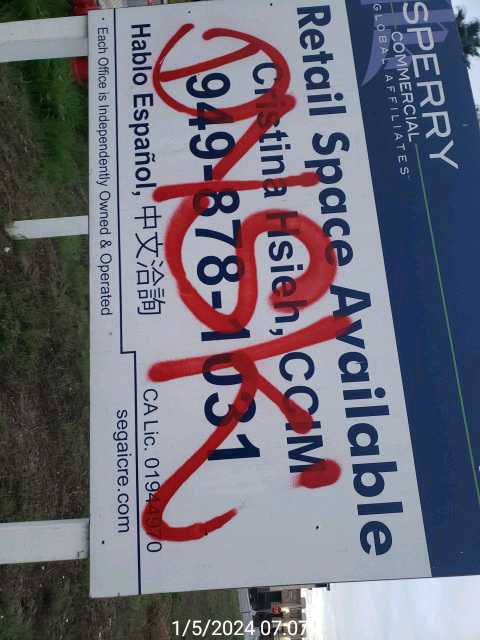 SPERRY
COMMERCIAL
GLOBAL AFFILIATES
Retail Space Available
Cristina Hsieh, CCIM
949-878-1031
Hablo Español, 中文洽詢
CA Lic. 01944970
segaicre.com
Each Office is Independently Owned & Operated
1/5/2024 07:07